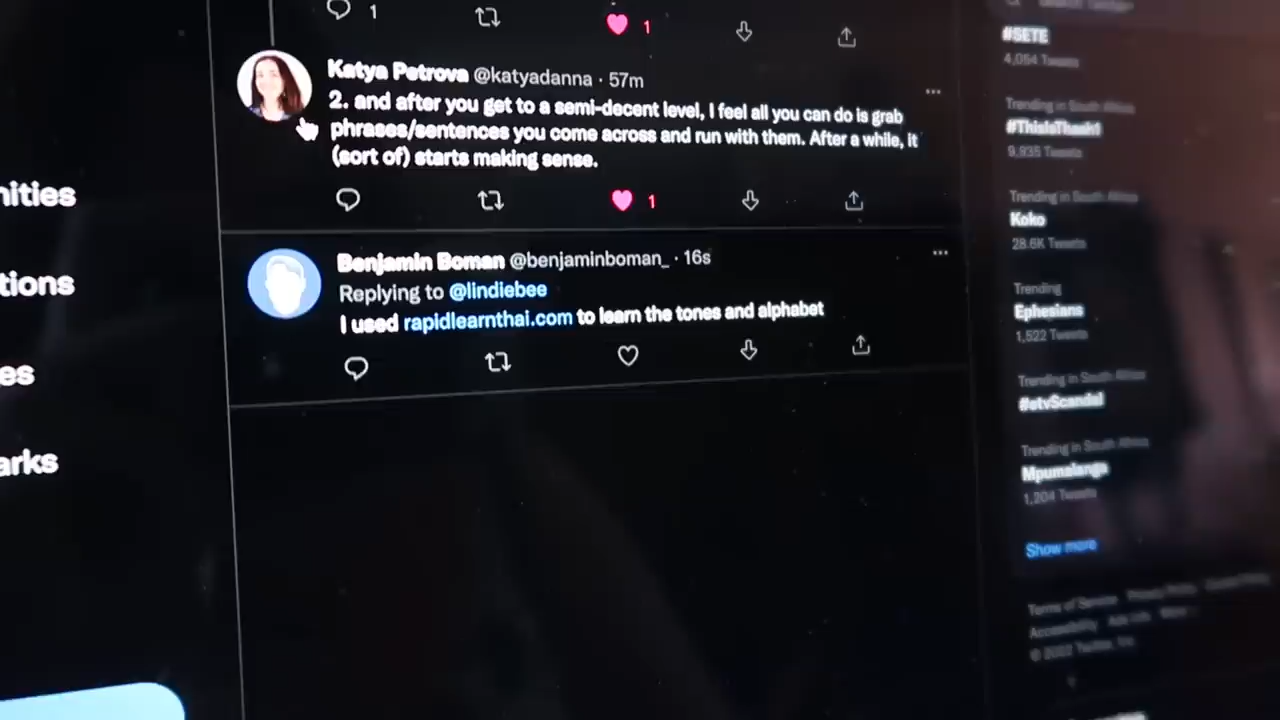 1
1
Katya Petrova @katyadanna · 57m
2. and after you get to a semi-decent level, I feel all you can do is grab
phrases/sentences you come across and run with them. After a while, it
(sort of) starts making sense.
1
Benjamin Boman @benjaminboman_ · 16s
Replying to @lindiebee
I used rapidlearnthai.com to learn the tones and alphabet
nities
tions
es
arks
#SETE
4,054 Tweets
Trending in South Africa
#ThisIsThash1
9,935 Tweets
Trending in South Africa
Koko
28.6K Tweets
Trending
Ephesians
1,522 Tweets
Trending in South Africa
#etvScandal
Trending in South Africa
Mpumalanga
1,204 Tweets
Show more
Terms of Service Privacy Policy Cookie Policy
Accessibility Ads info More
© 2022 Twitter, Inc.